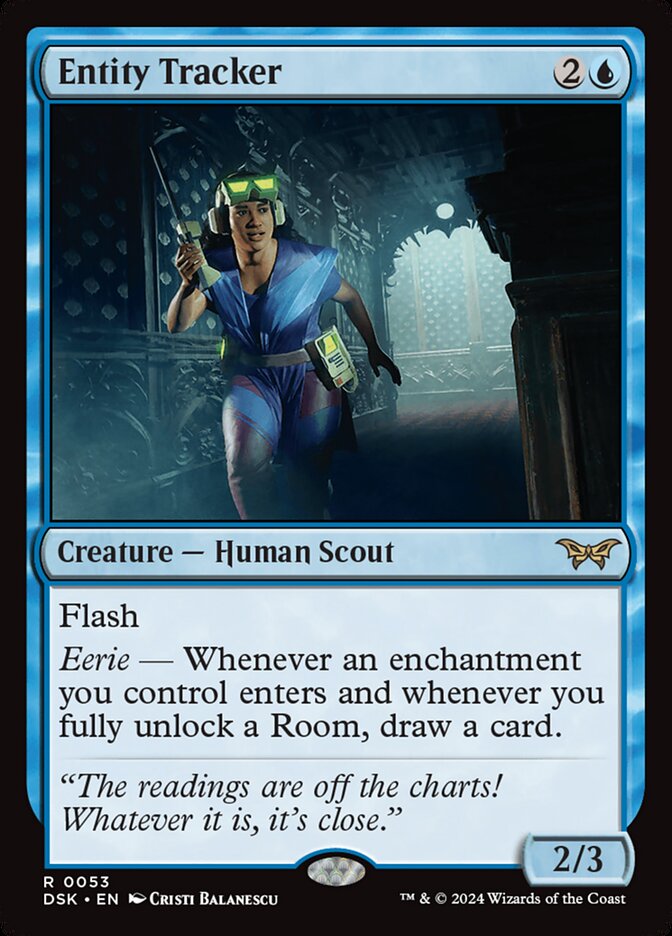 Entity Tracker 2
Creature — Human Scout
Flash
Eerie — Whenever an enchantment
you control enters and whenever you
fully unlock a Room, draw a card.
“The readings are off the charts!
Whatever it is, it’s close.”
2/3
R 0053
DSK • EN Cristi Balanescu
™ & © 2024 Wizards of the Coast